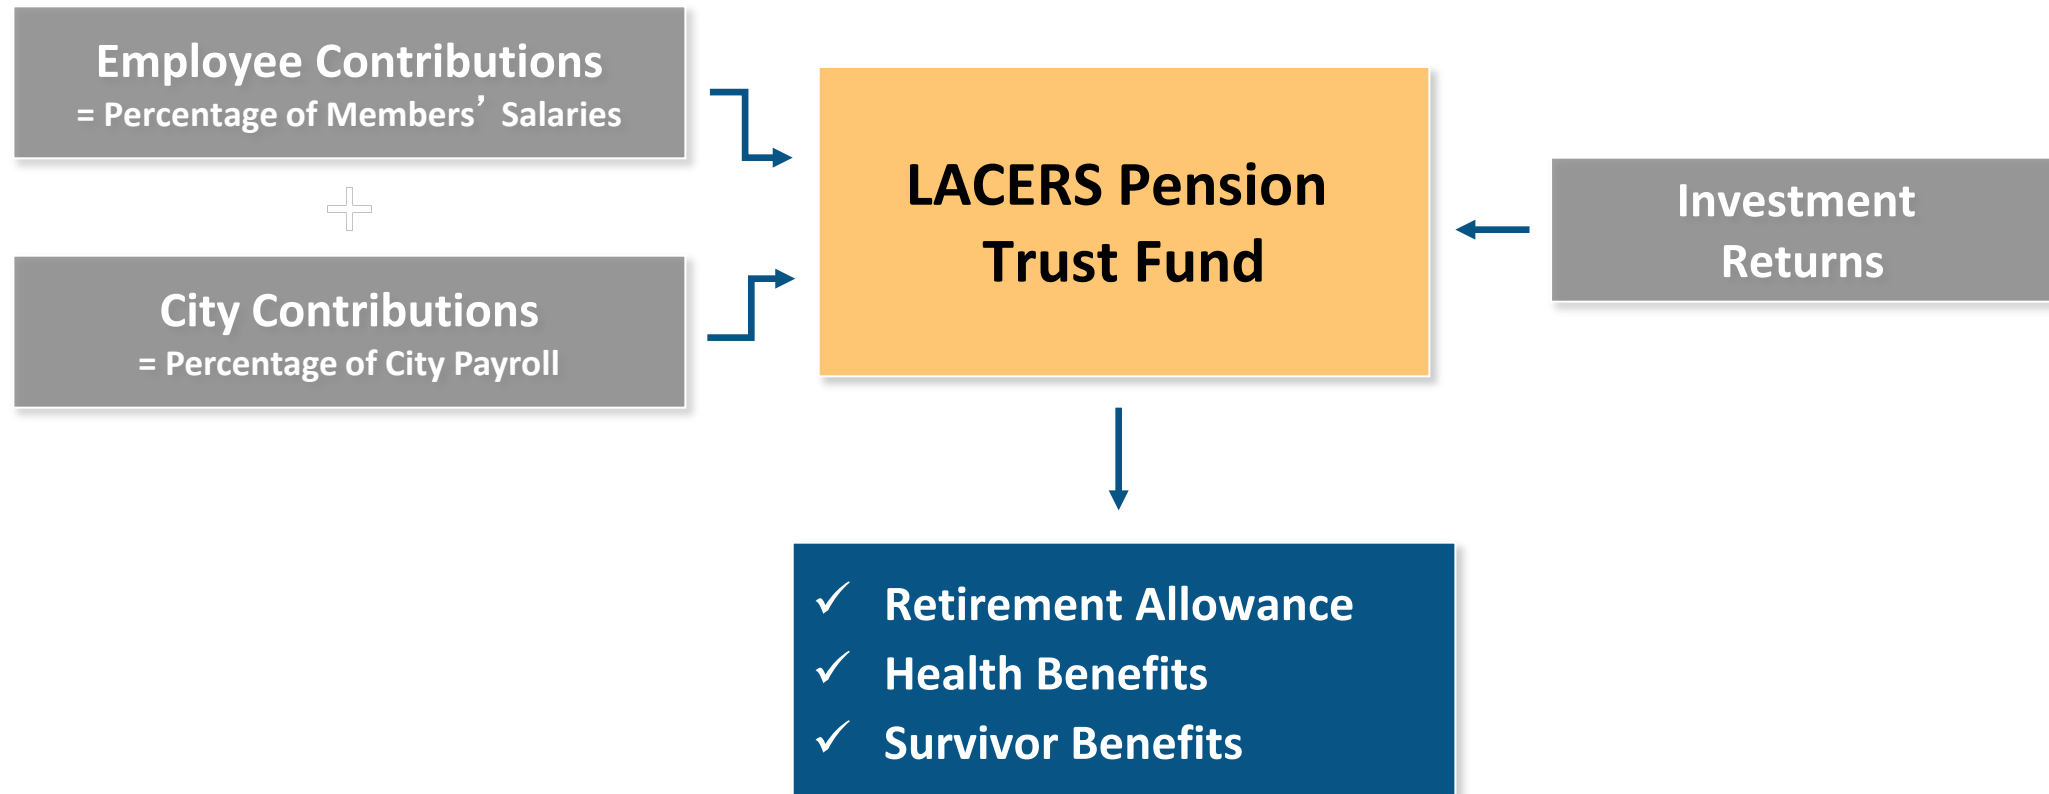 Employee Contributions
= Percentage of Members’ Salaries
City Contributions
= Percentage of City Payroll
LACERS Pension
Trust Fund
Investment
Returns
✓ Retirement Allowance
✓ Health Benefits
✓ Survivor Benefits